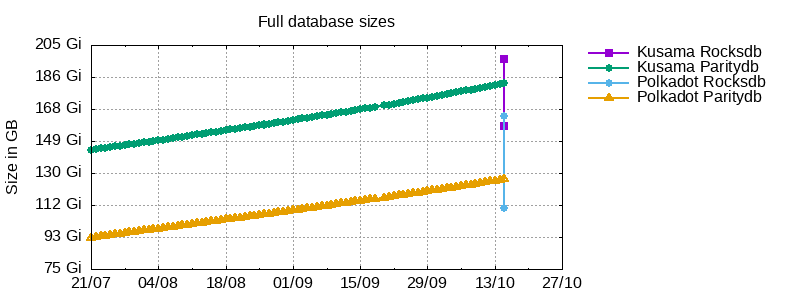 Full database sizes
205 Gi
186 Gi
168 Gi
149 Gi
130 Gi
112 Gi
93 Gi
75 Gi
Size in GB
21/07 04/08 18/08 01/09 15/09 29/09 13/10 27/10
Kusama Rocksdb
Kusama Paritydb
Polkadot Rocksdb
Polkadot Paritydb